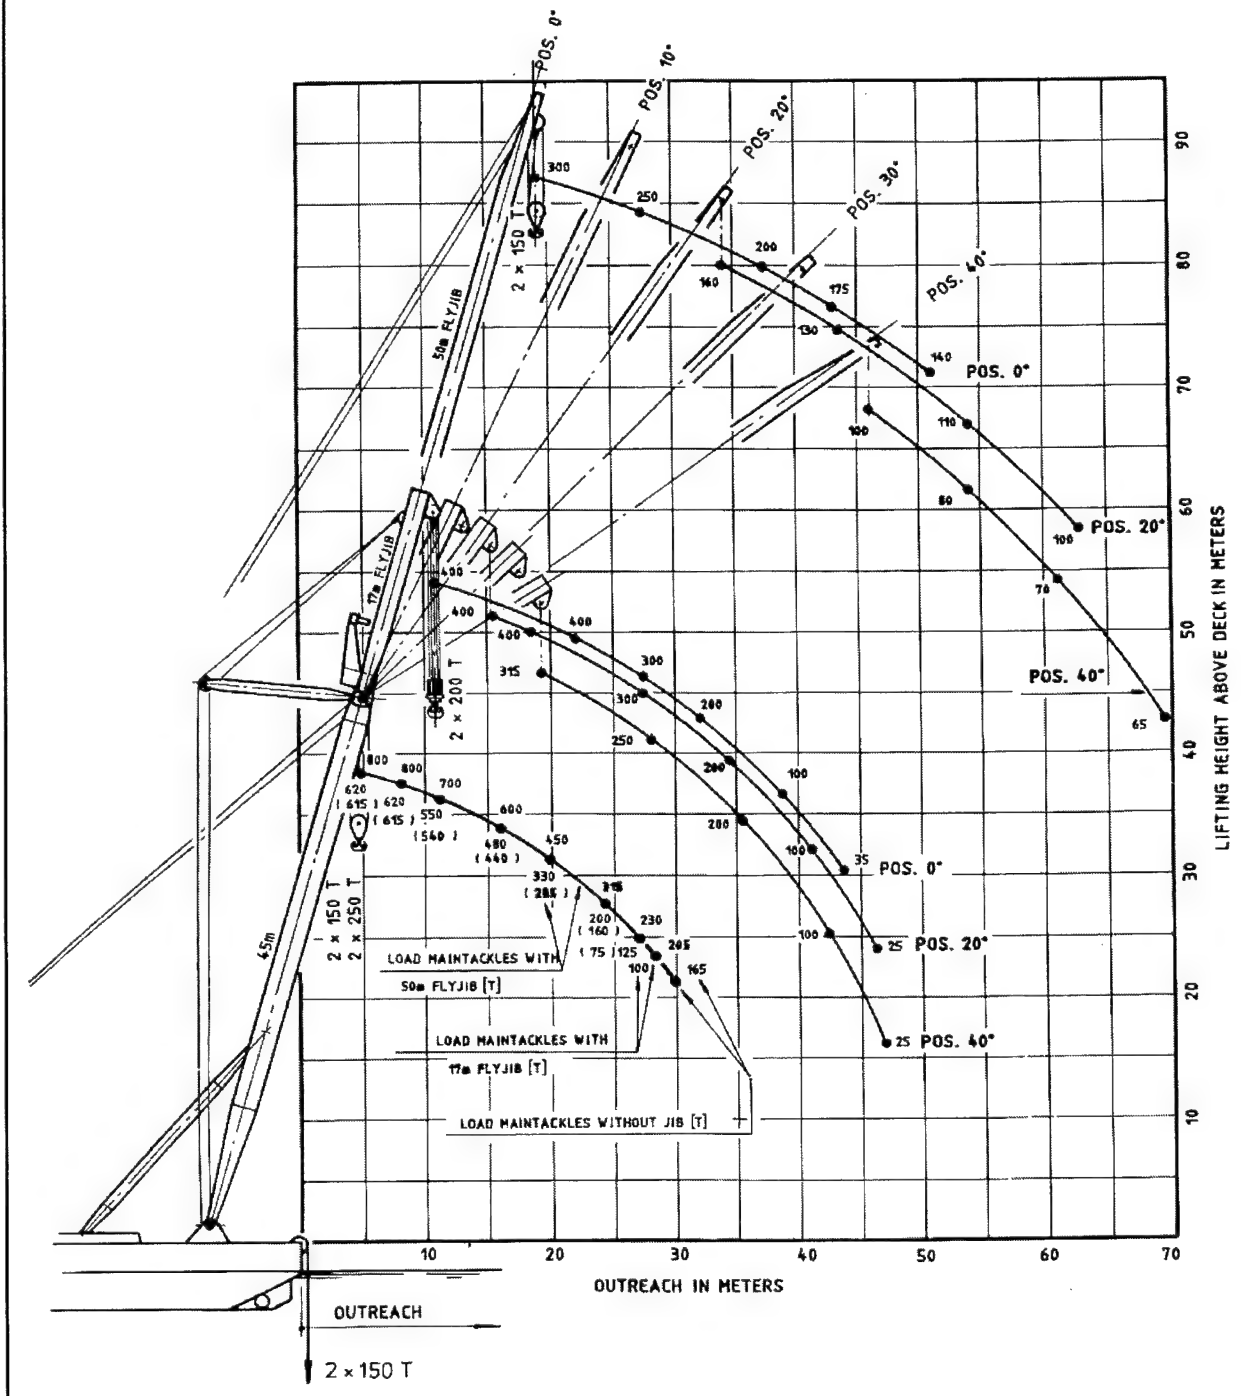 POS. 0°
POS. 10°
POS. 20°
POS. 30°
POS. 40°
300
250
200
175
140
POS. 0°
160
130
110
100
POS. 20°
100
80
70
65
POS. 40°
2 × 150 T
50m FLYJIB
17m FLYJIB
400
400
300
200
100
35
POS. 0°
400
400
300
200
100
25 POS. 20°
315
250
200
100
25 POS. 40°
2 × 200 T
800
800
700
600
450
315
230
205
165
620
(615)
620
(615)
550
(540)
480
(440)
330
(285)
200
(160)
(75) 125
100
2 × 150 T
2 × 250 T
45m
LOAD MAINTACKLES WITH
50m FLYJIB [T]
LOAD MAINTACKLES WITH
17m FLYJIB [T]
LOAD MAINTACKLES WITHOUT JIB [T]
90
80
70
60
50
40
30
20
10
LIFTING HEIGHT ABOVE DECK IN METERS
10
20
30
40
50
60
70
OUTREACH IN METERS
OUTREACH
2 × 150 T